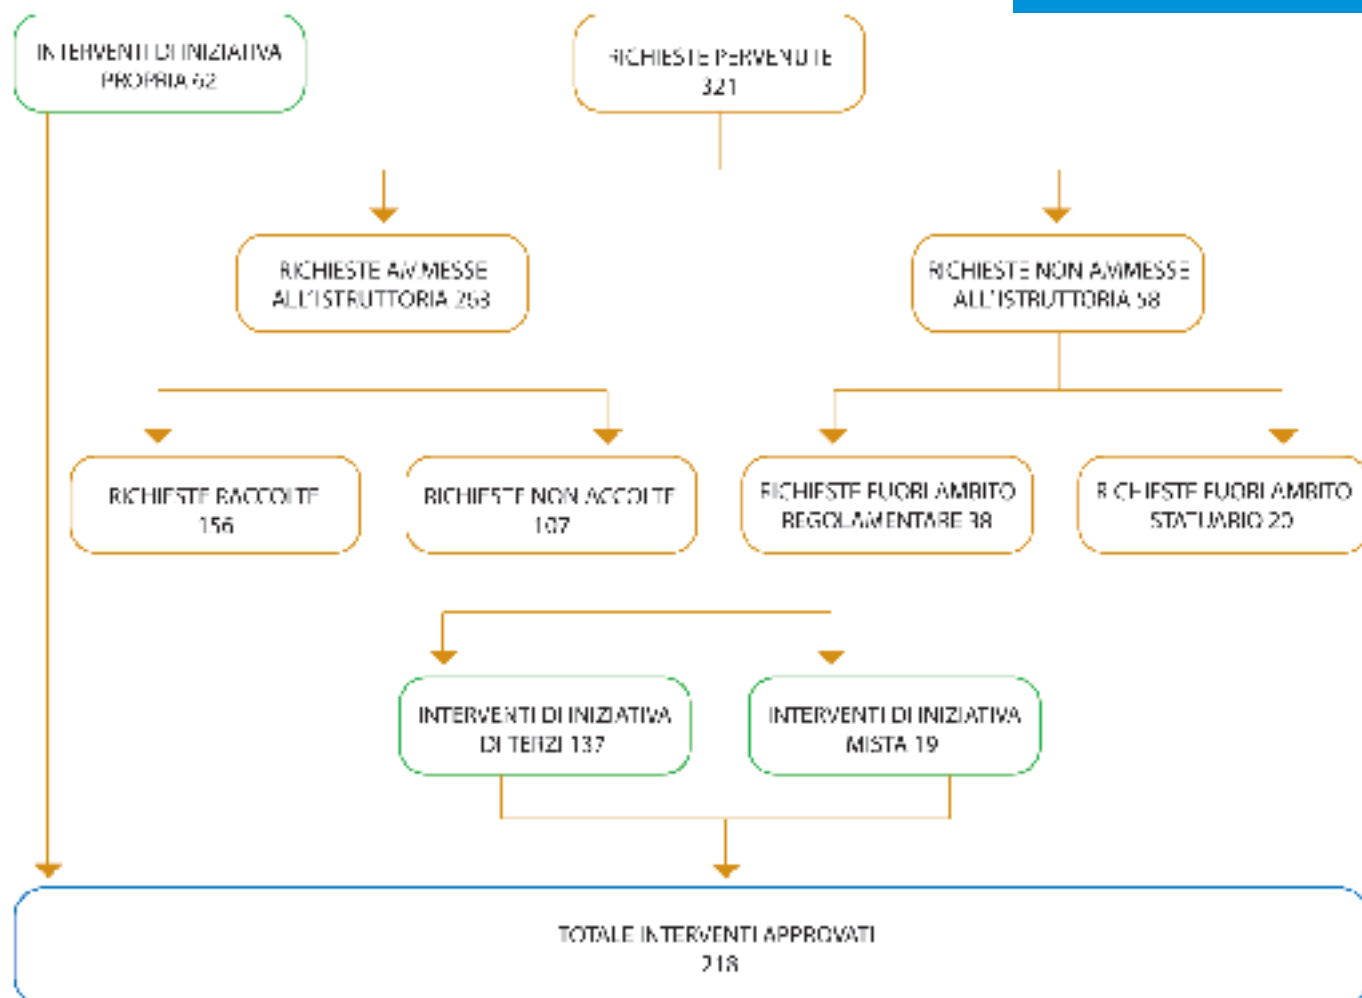 INTERVENTI DI INIZIATIVA
PROPRIA 62
RICHIESTE PERVENUTE
321
RICHIESTE AMMESSE
ALL'ISTRUTTORIA 263
RICHIESTE NON AMMESSE
ALL'ISTRUTTORIA 58
RICHIESTE RACCOLTE
156
RICHIESTE NON ACCOLTE
107
RICHIESTE FUORI AMBITO
REGOLAMENTARE 38
RICHIESTE FUORI AMBITO
STATUARIO 20
INTERVENTI DI INIZIATIVA
DI TERZI 137
INTERVENTI DI INIZIATIVA
MISTA 19
TOTALE INTERVENTI APPROVATI
218